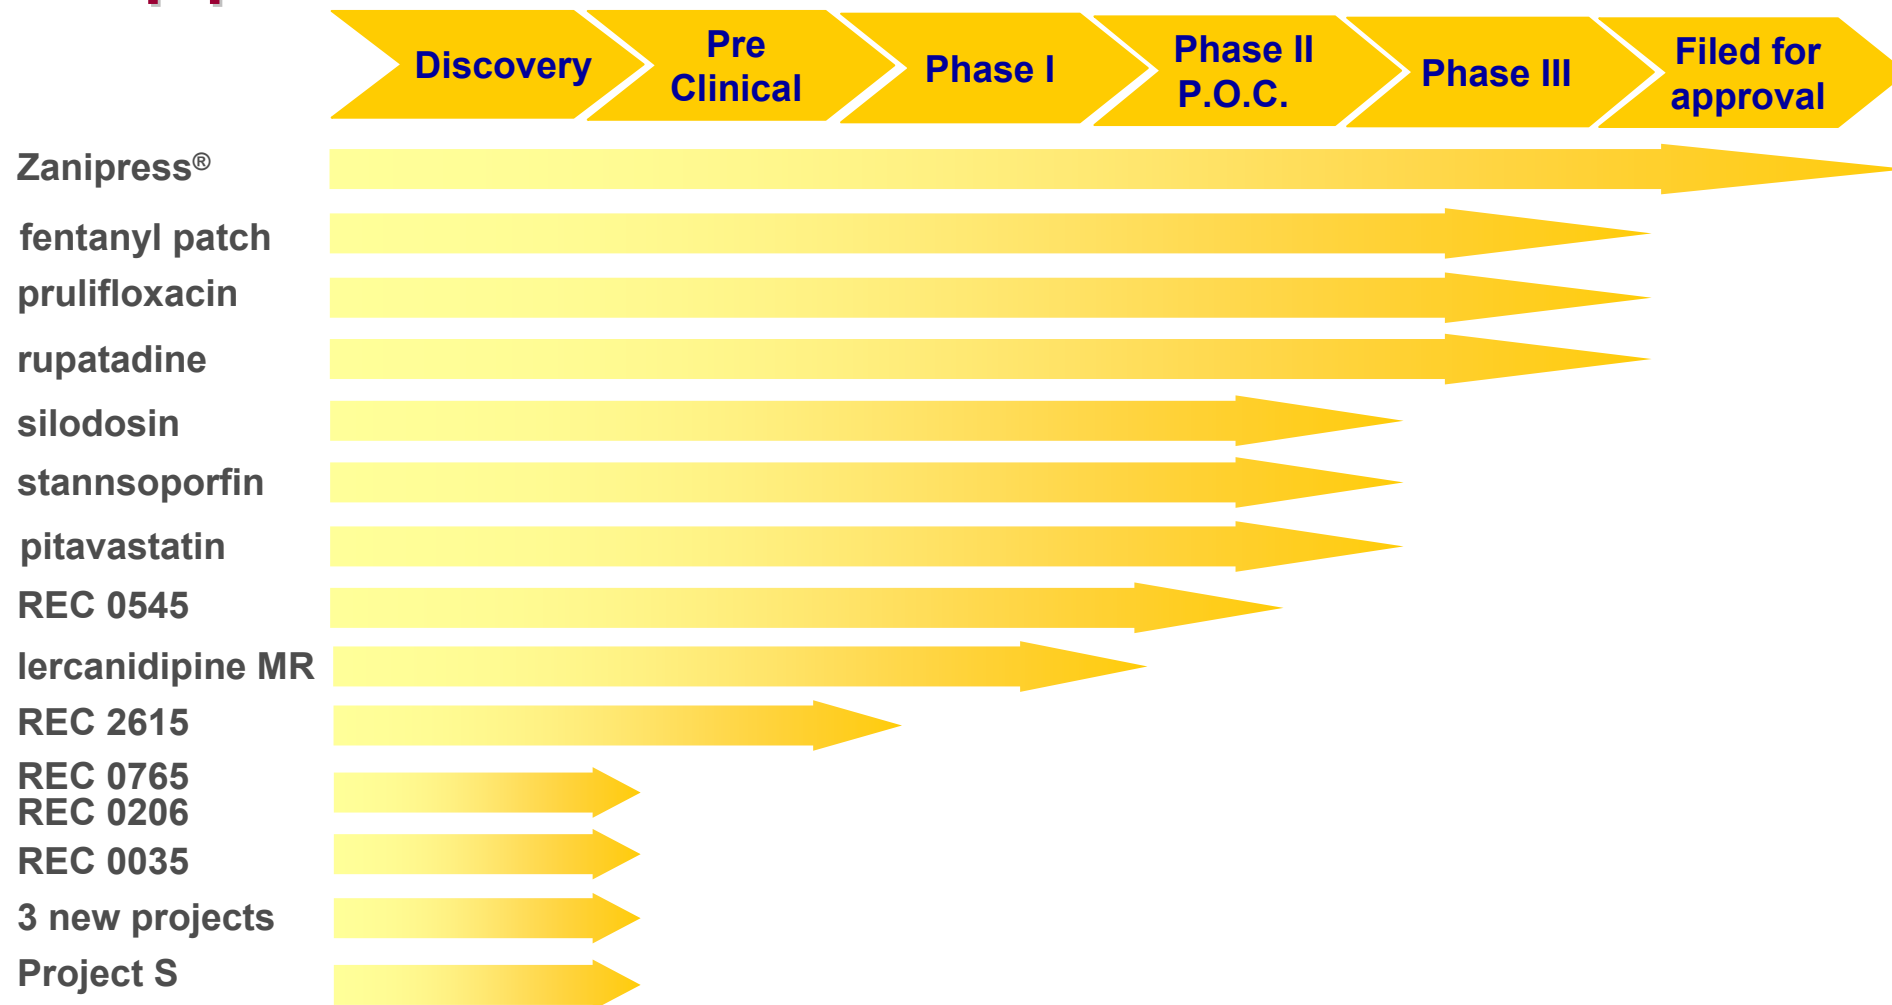 Discovery
Pre
Clinical
Phase I
Phase II
P.O.C.
Phase III
Filed for
approval
Zanipress®
fentanyl patch
prulifloxacin
rupatadine
silodosin
stannsoporfin
pitavastatin
REC 0545
lercanidipine MR
REC 2615
REC 0765
REC 0206
REC 0035
3 new projects
Project S